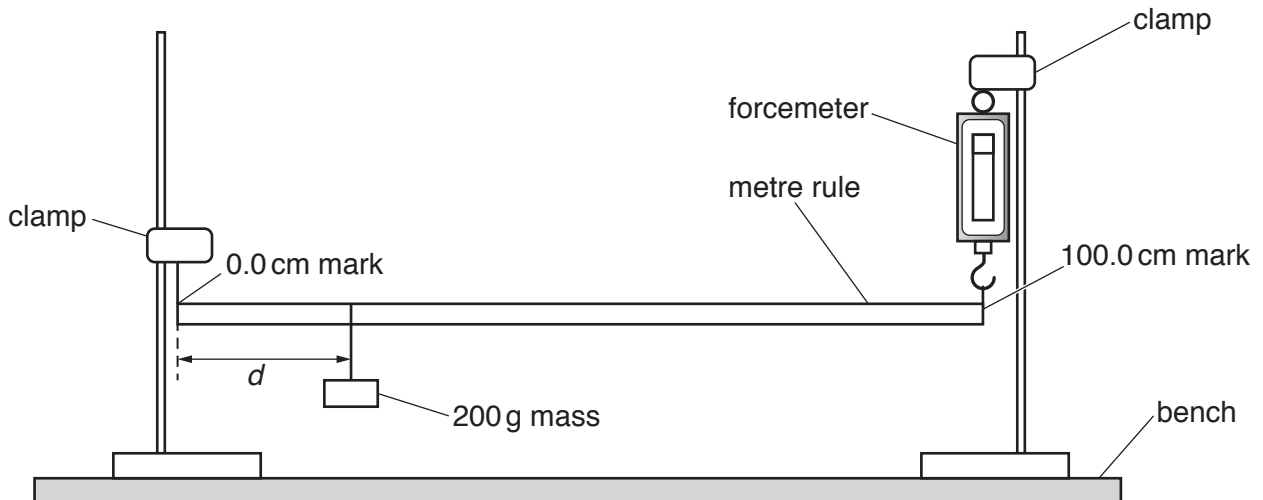 clamp
forcemeter
metre rule
clamp
0.0 cm mark
100.0 cm mark
d
200 g mass
bench